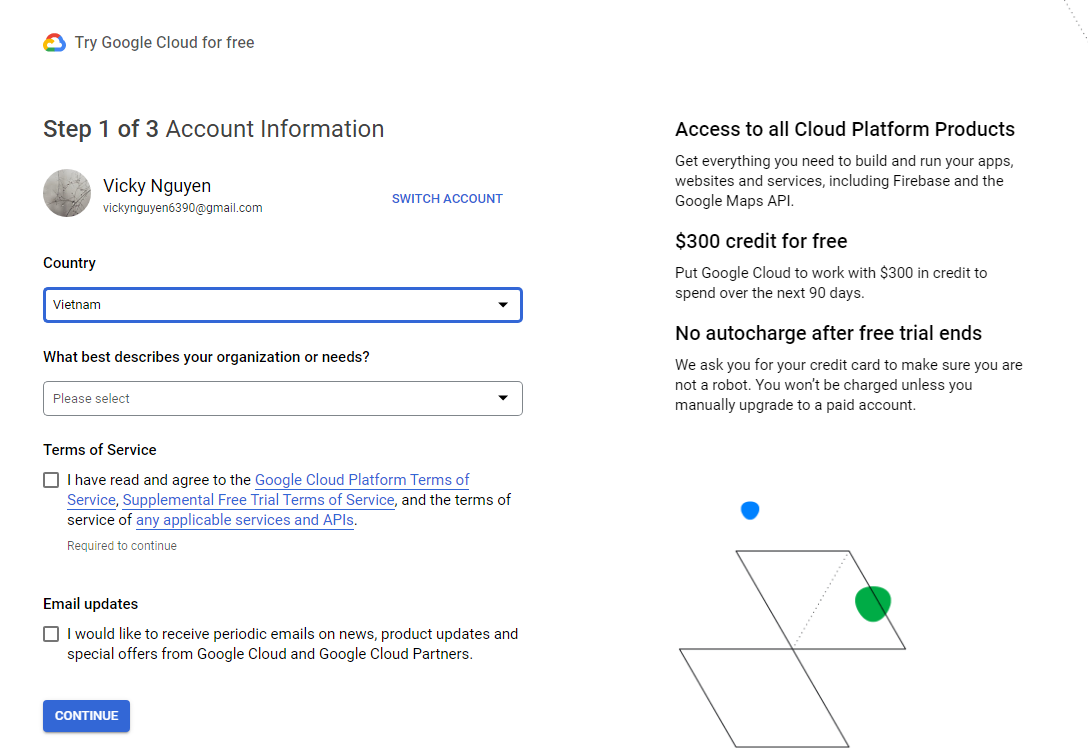 Try Google Cloud for free
Step 1 of 3 Account Information
Vicky Nguyen
vickynguyen6390@gmail.com
SWITCH ACCOUNT
Country
Vietnam
What best describes your organization or needs?
Please select
Terms of Service
I have read and agree to the Google Cloud Platform Terms of
Service, Supplemental Free Trial Terms of Service, and the terms of
service of any applicable services and APIs.
Required to continue
Email updates
I would like to receive periodic emails on news, product updates and
special offers from Google Cloud and Google Cloud Partners.
CONTINUE
Access to all Cloud Platform Products
Get everything you need to build and run your apps,
websites and services, including Firebase and the
Google Maps API.
$300 credit for free
Put Google Cloud to work with $300 in credit to
spend over the next 90 days.
No autocharge after free trial ends
We ask you for your credit card to make sure you are
not a robot. You won’t be charged unless you
manually upgrade to a paid account.